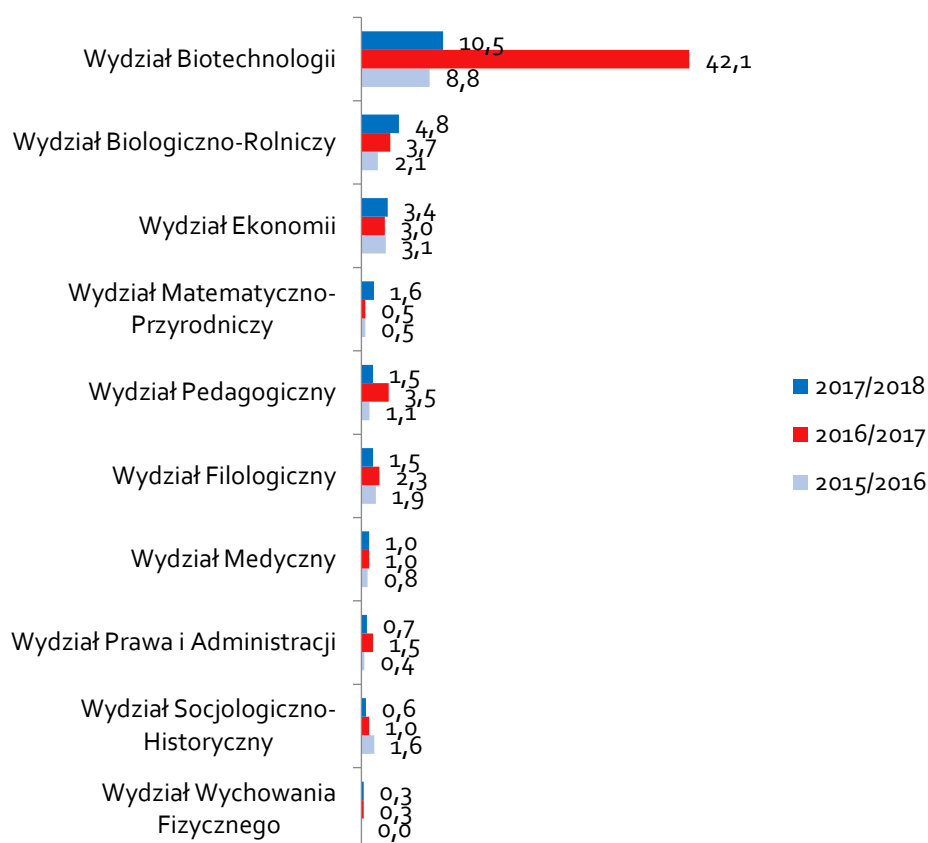 Wydział Biotechnologii
10,5
42,1
8,8
Wydział Biologiczno-Rolniczy
4,8
3,7
2,1
Wydział Ekonomii
3,4
3,0
3,1
Wydział Matematyczno-
Przyrodniczy
1,6
0,5
0,5
Wydział Pedagogiczny
1,5
3,5
1,1
Wydział Filologiczny
1,5
2,3
1,9
Wydział Medyczny
1,0
1,0
0,8
Wydział Prawa i Administracji
0,7
1,5
0,4
Wydział Socjologiczno-
Historyczny
0,6
1,0
1,6
Wydział Wychowania
Fizycznego
0,3
0,3
0,0
2017/2018
2016/2017
2015/2016